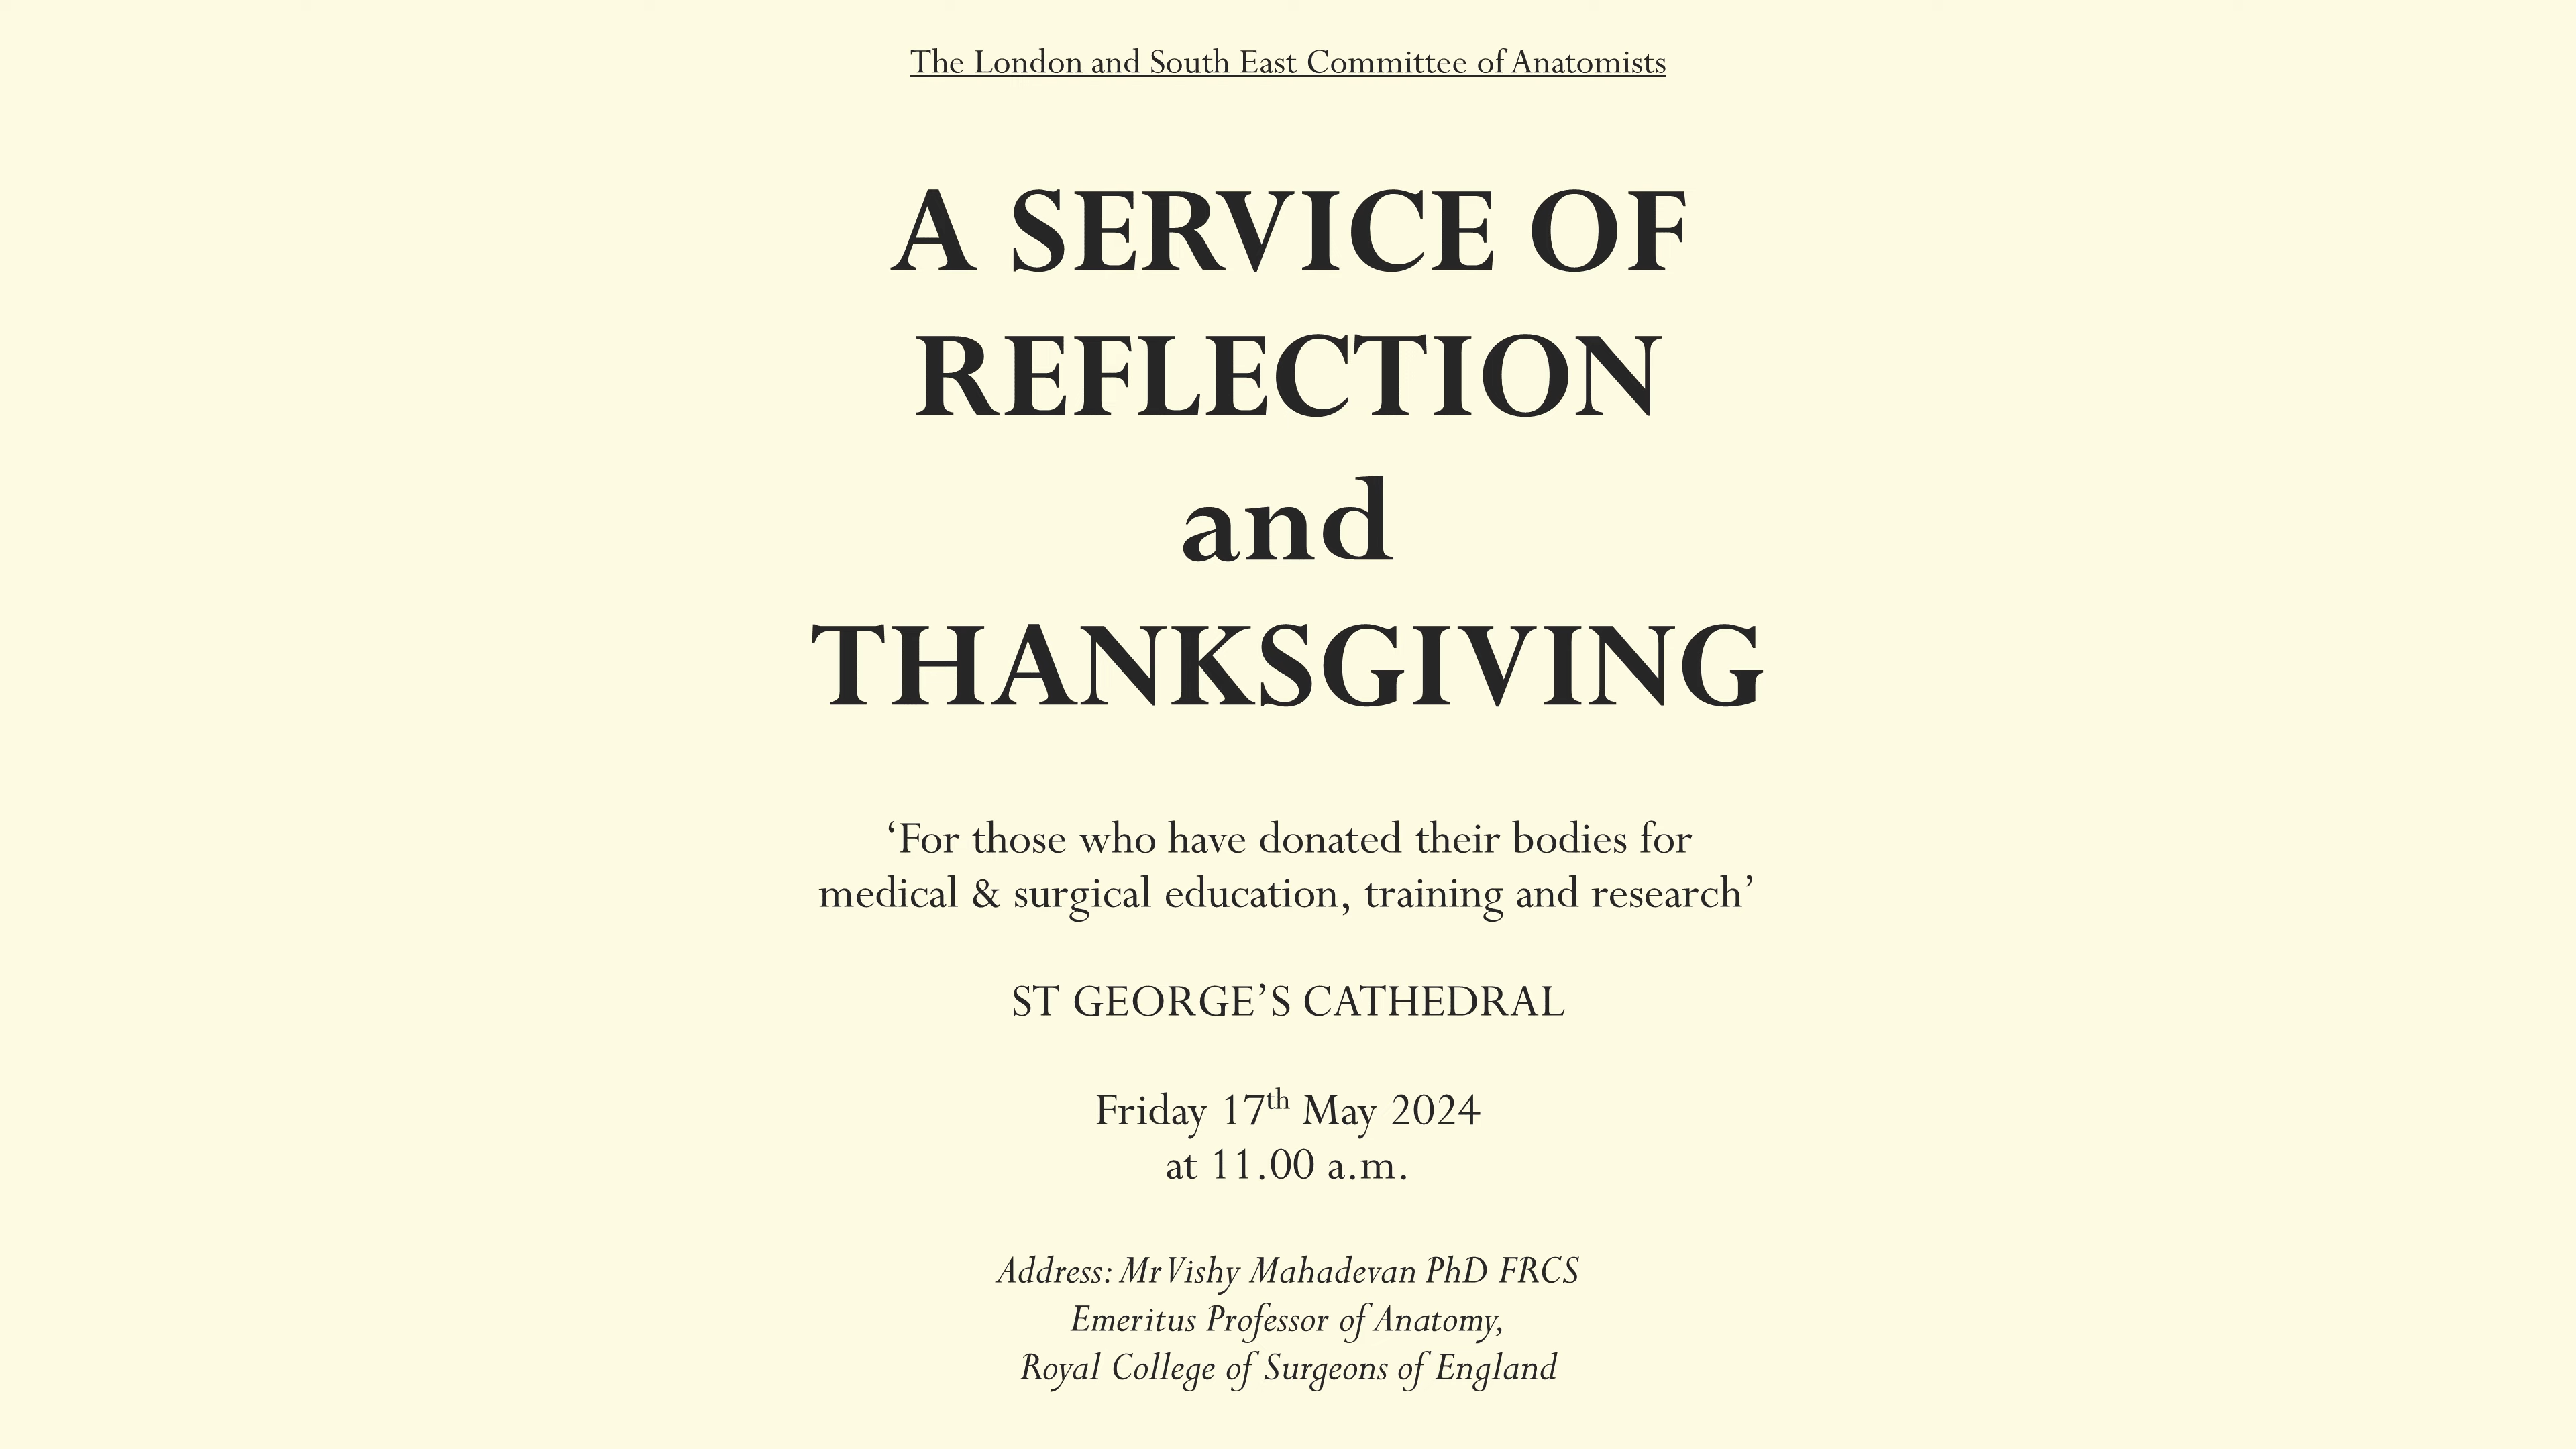 The London and South East Committee of Anatomists
A SERVICE OF
REFLECTION
and
THANKSGIVING
‘For those who have donated their bodies for
medical & surgical education, training and research’
ST GEORGE’S CATHEDRAL
Friday 17th May 2024
at 11.00 a.m.
Address: Mr Vishy Mahadevan PhD FRCS
Emeritus Professor of Anatomy,
Royal College of Surgeons of England